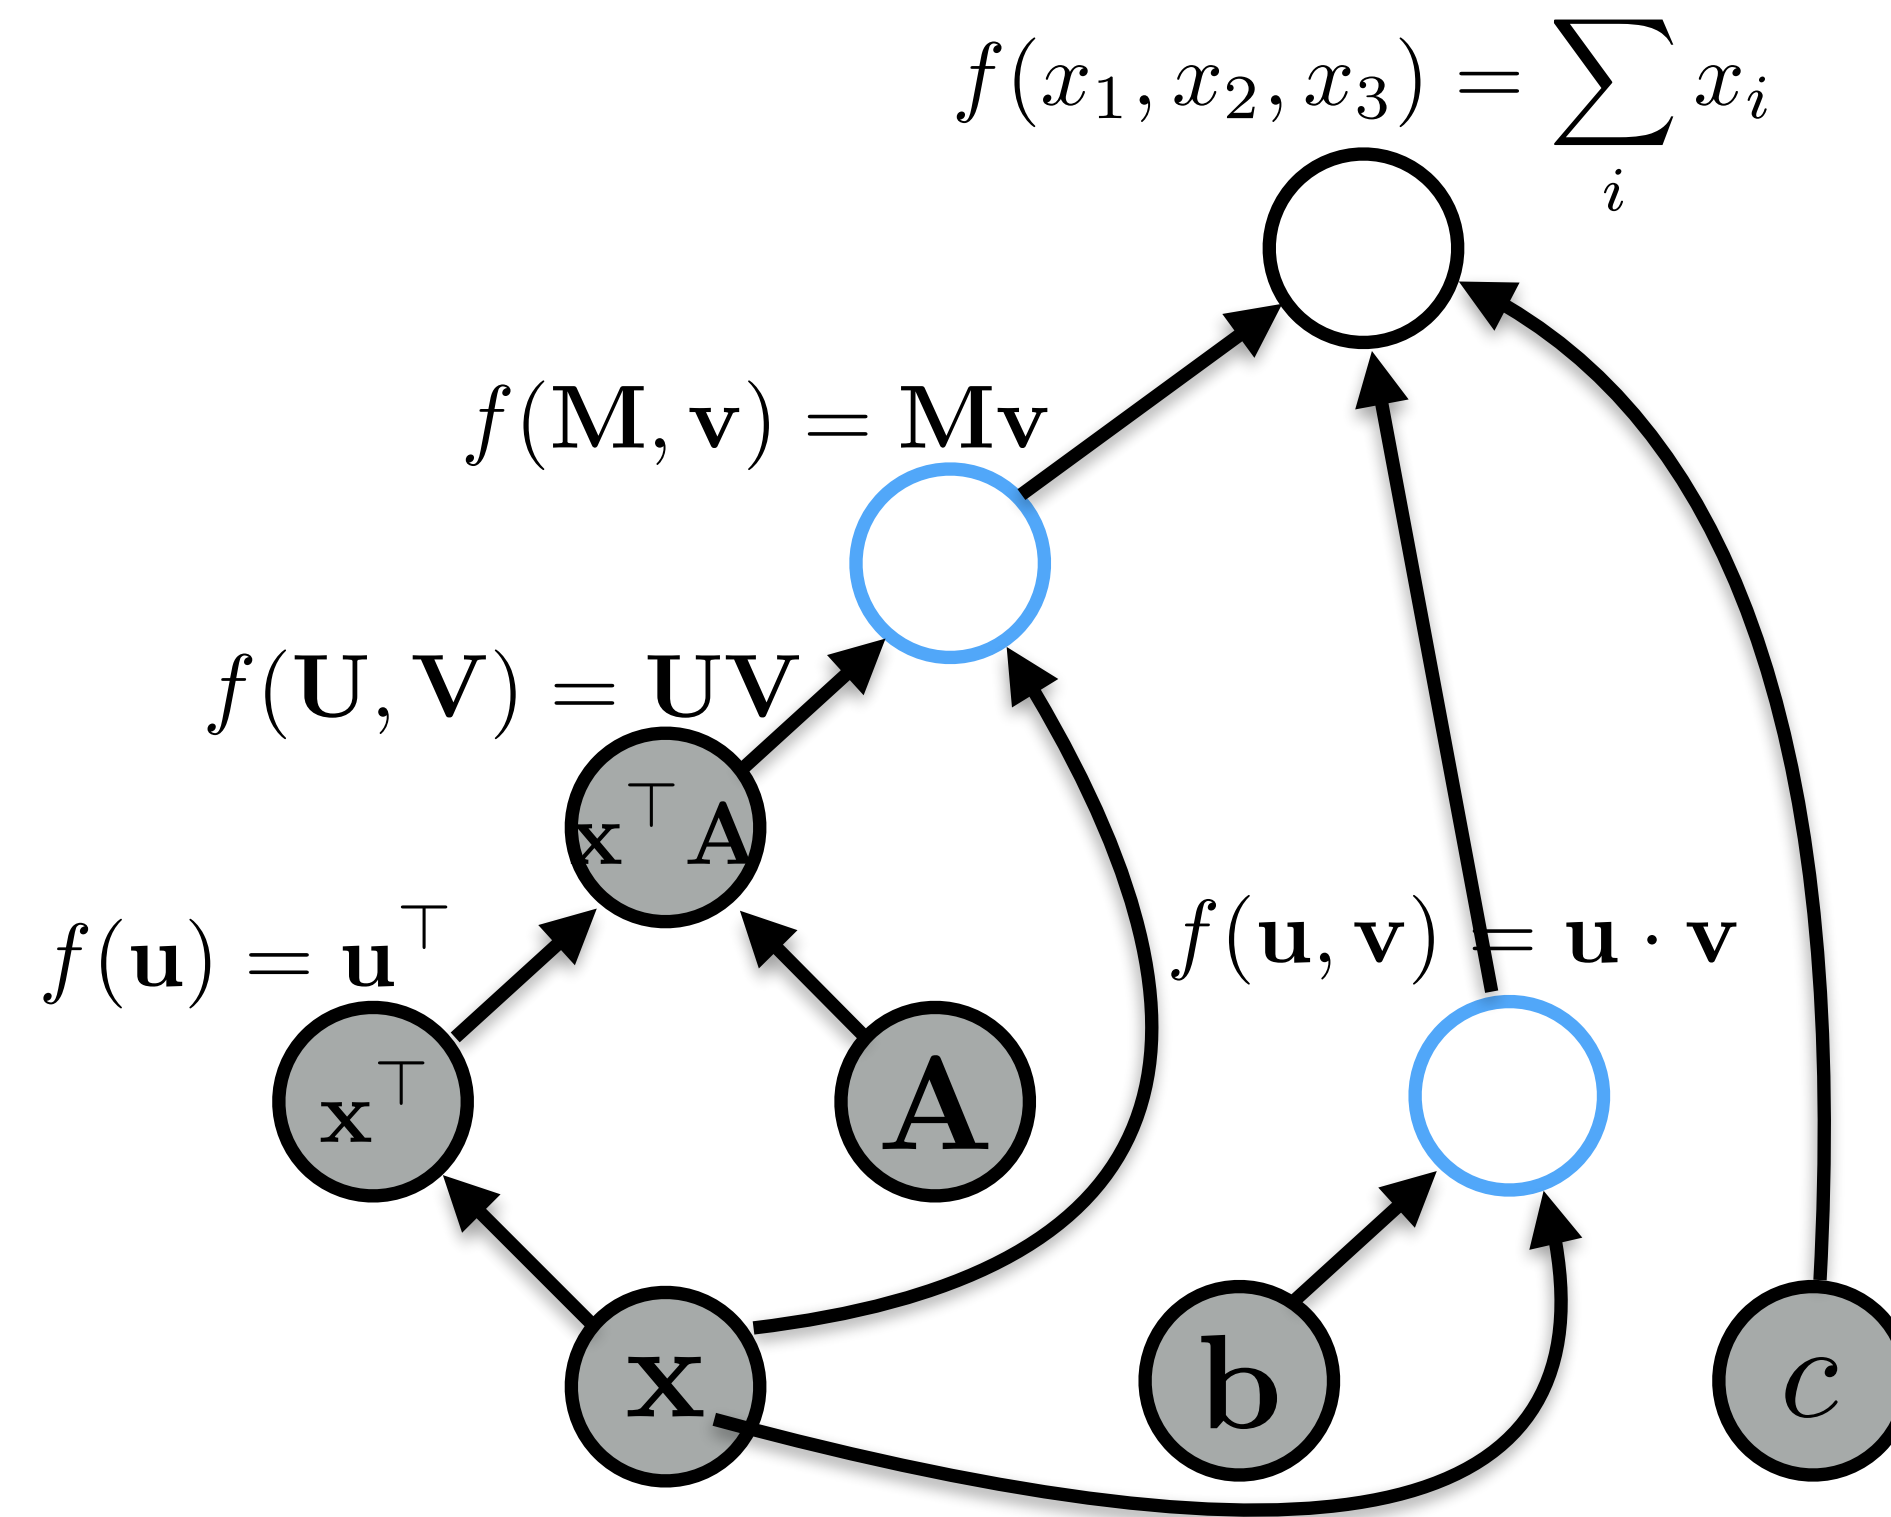 f(x₁, x₂, x₃) = ∑ᵢ xᵢ
f(M, v) = Mv
f(U, V) = UV
x⊤A
f(u) = u⊤
f(u, v) = u · v
x⊤
A
x
b
c